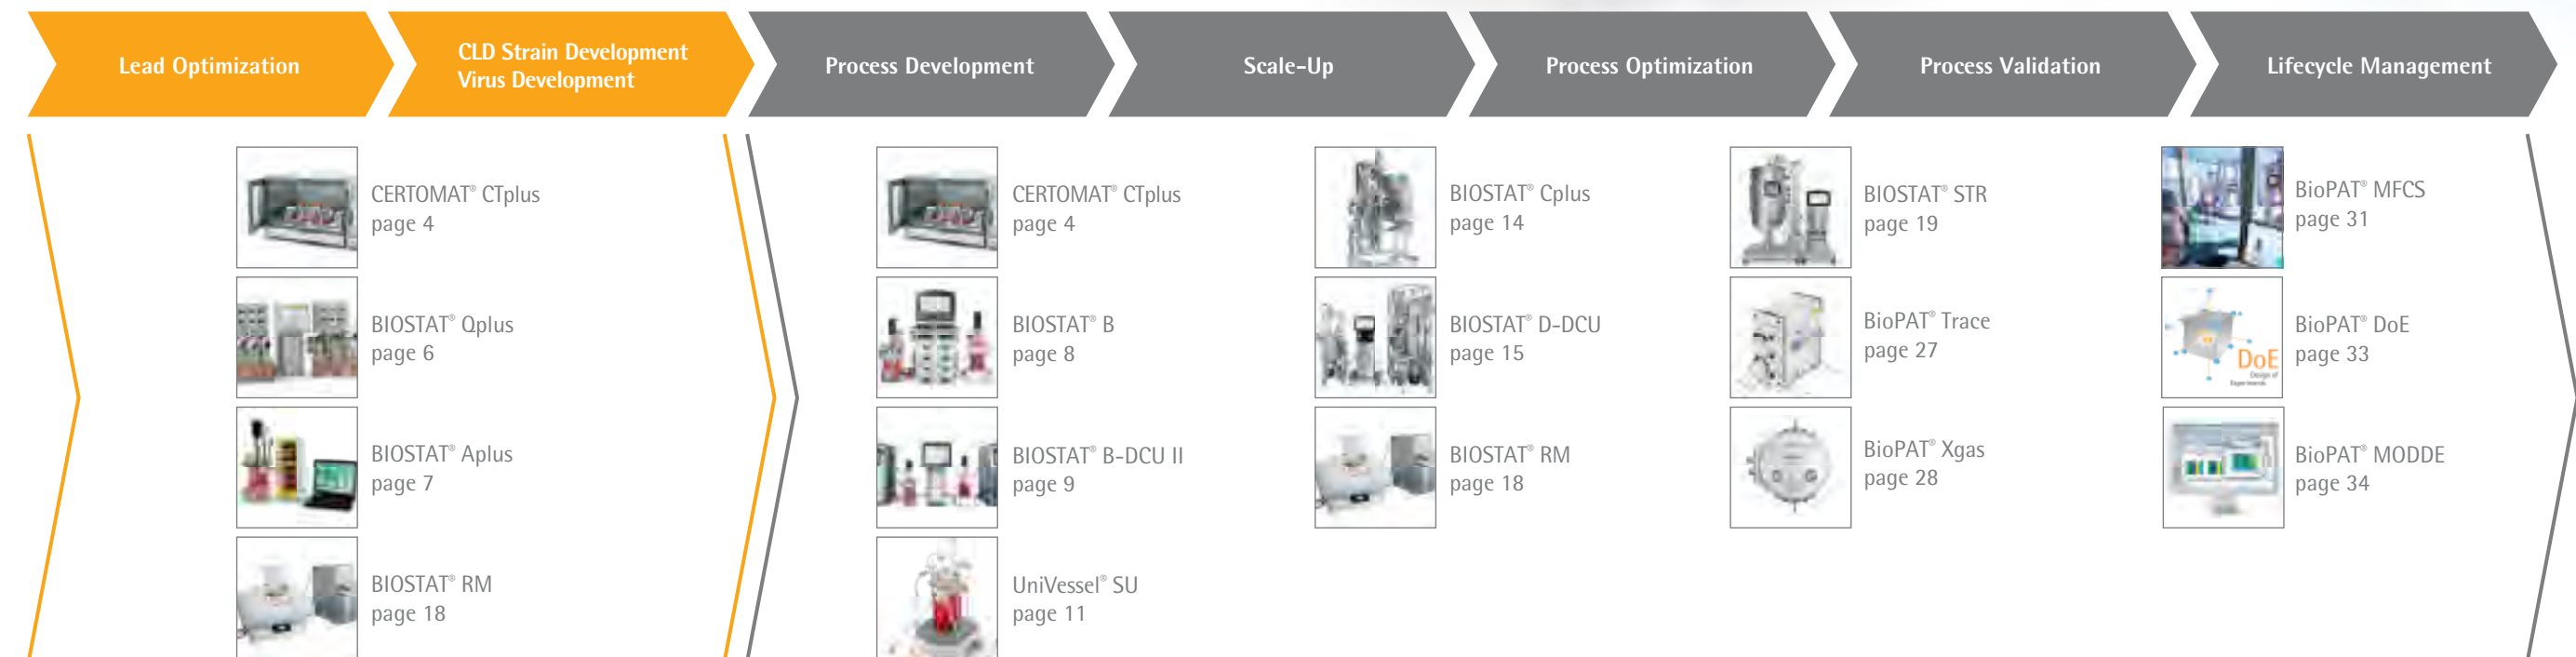 Lead Optimization
CLD Strain Development
Virus Development
Process Development
Scale-Up
Process Optimization
Process Validation
Lifecycle Management
CERTOMAT® CTplus
page 4
BIOSTAT® Qplus
page 6
BIOSTAT® Aplus
page 7
BIOSTAT® RM
page 18
CERTOMAT® CTplus
page 4
BIOSTAT® B
page 8
BIOSTAT® B-DCU II
page 9
UniVessel® SU
page 11
BIOSTAT® Cplus
page 14
BIOSTAT® D-DCU
page 15
BIOSTAT® RM
page 18
BIOSTAT® STR
page 19
BioPAT® Trace
page 27
BioPAT® Xgas
page 28
BioPAT® MFCS
page 31
DoE
Design of
Experiments
BioPAT® DoE
page 33
BioPAT® MODDE
page 34